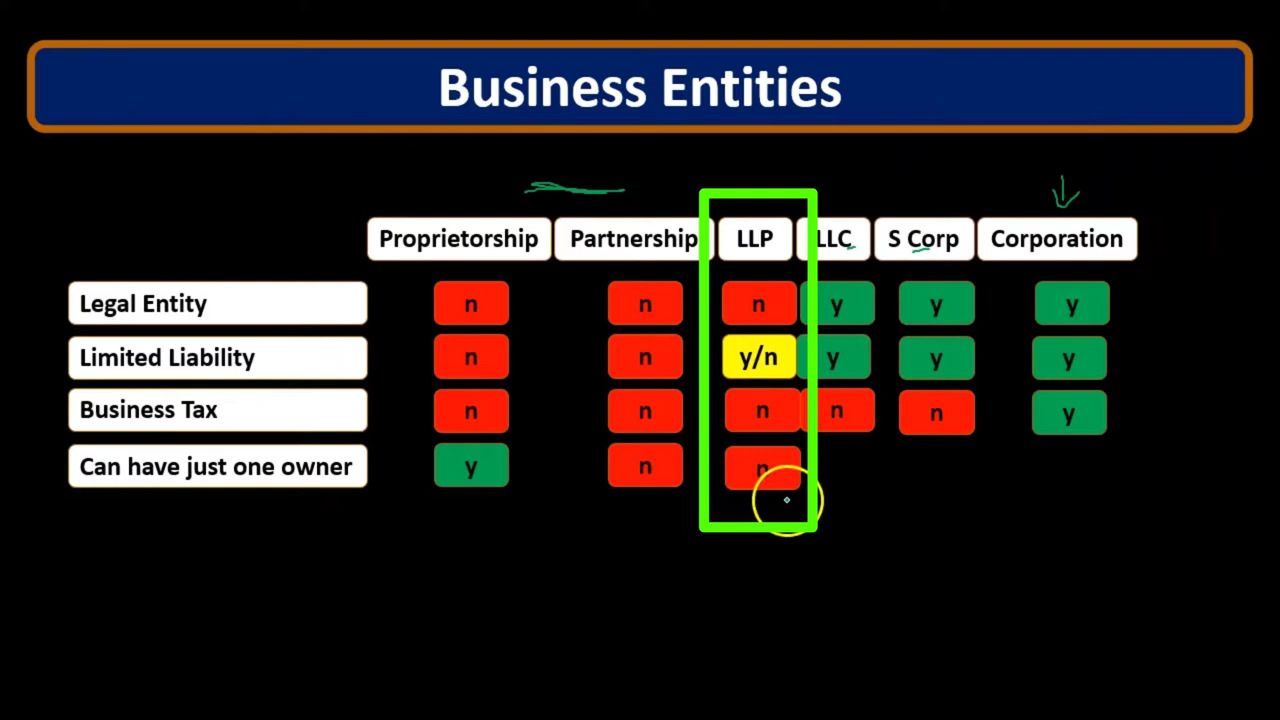 Business Entities
Proprietorship Partnership LLP LLC S Corp Corporation
Legal Entity n n n y y y
Limited Liability n n y/n y y y
Business Tax n n n n n y
Can have just one owner y n n